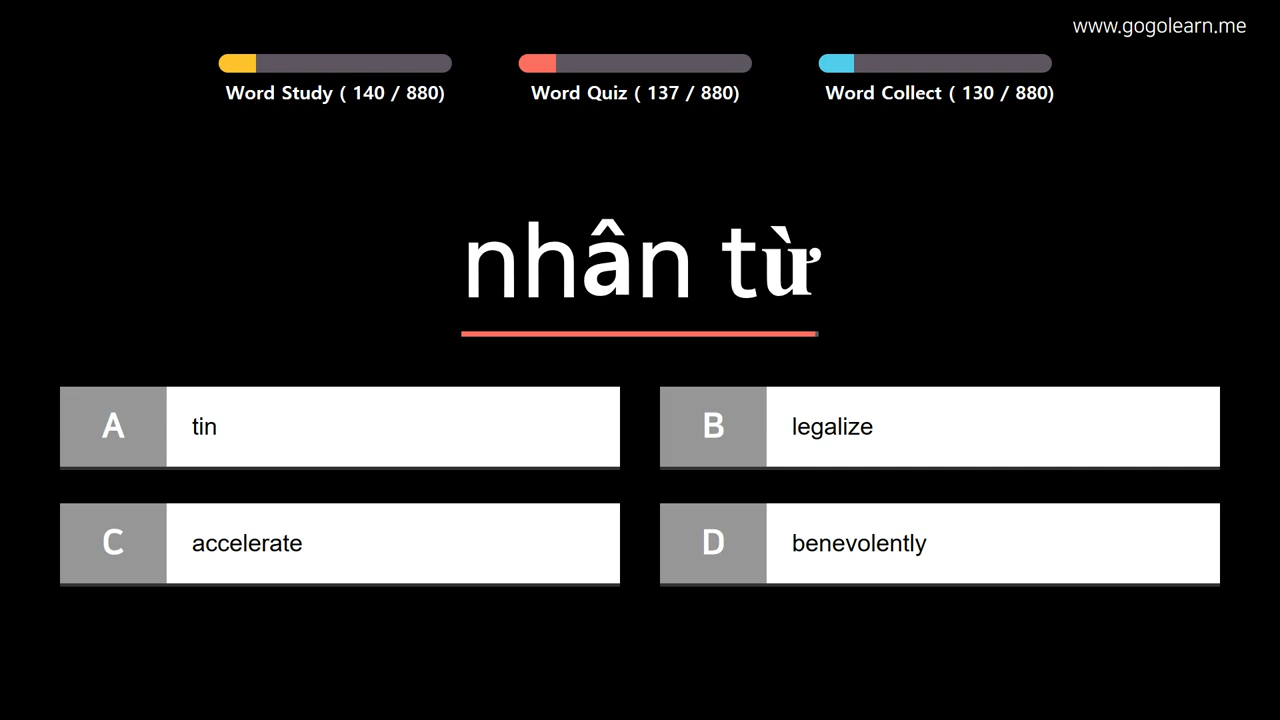 www.gogolearn.me
Word Study ( 140 / 880)
Word Quiz ( 137 / 880)
Word Collect ( 130 / 880)
nhân từ
A tin
B legalize
C accelerate
D benevolently